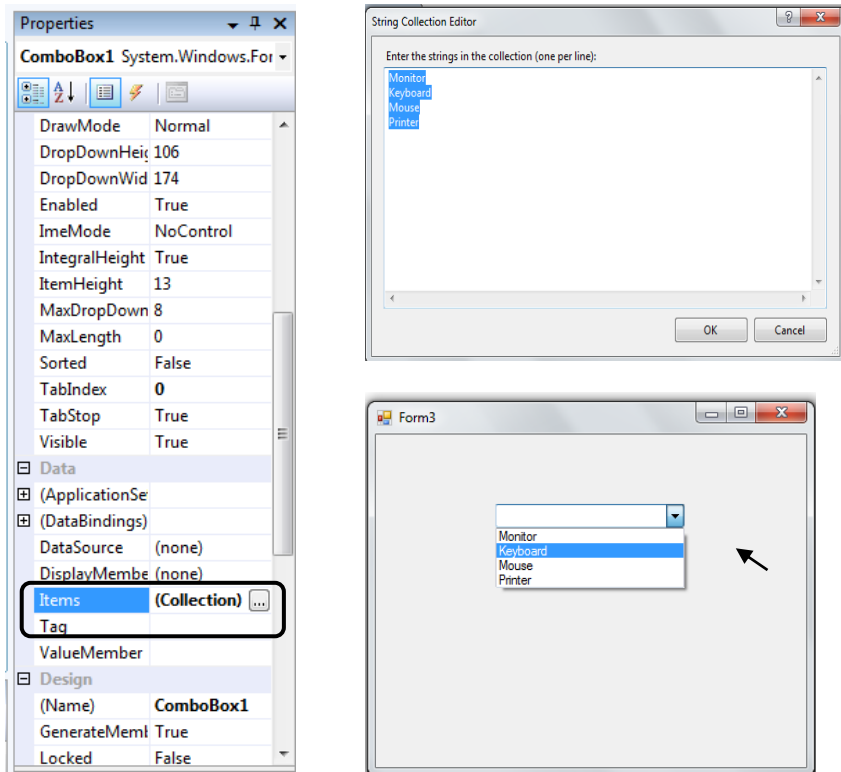 Properties
ComboBox1 System.Windows.For
DrawMode Normal
DropDownHeig 106
DropDownWid 174
Enabled True
ImeMode NoControl
IntegralHeight True
ItemHeight 13
MaxDropDown 8
MaxLength 0
Sorted False
TabIndex 0
TabStop True
Visible True
Data
(ApplicationSe
(DataBindings)
DataSource (none)
DisplayMembe (none)
Items (Collection) ...
Tag
ValueMember
Design
(Name) ComboBox1
GenerateMemb True
Locked False
String Collection Editor
Enter the strings in the collection (one per line):
Monitor
Keyboard
Mouse
Printer
OK Cancel
Form3
Monitor
Keyboard
Mouse
Printer